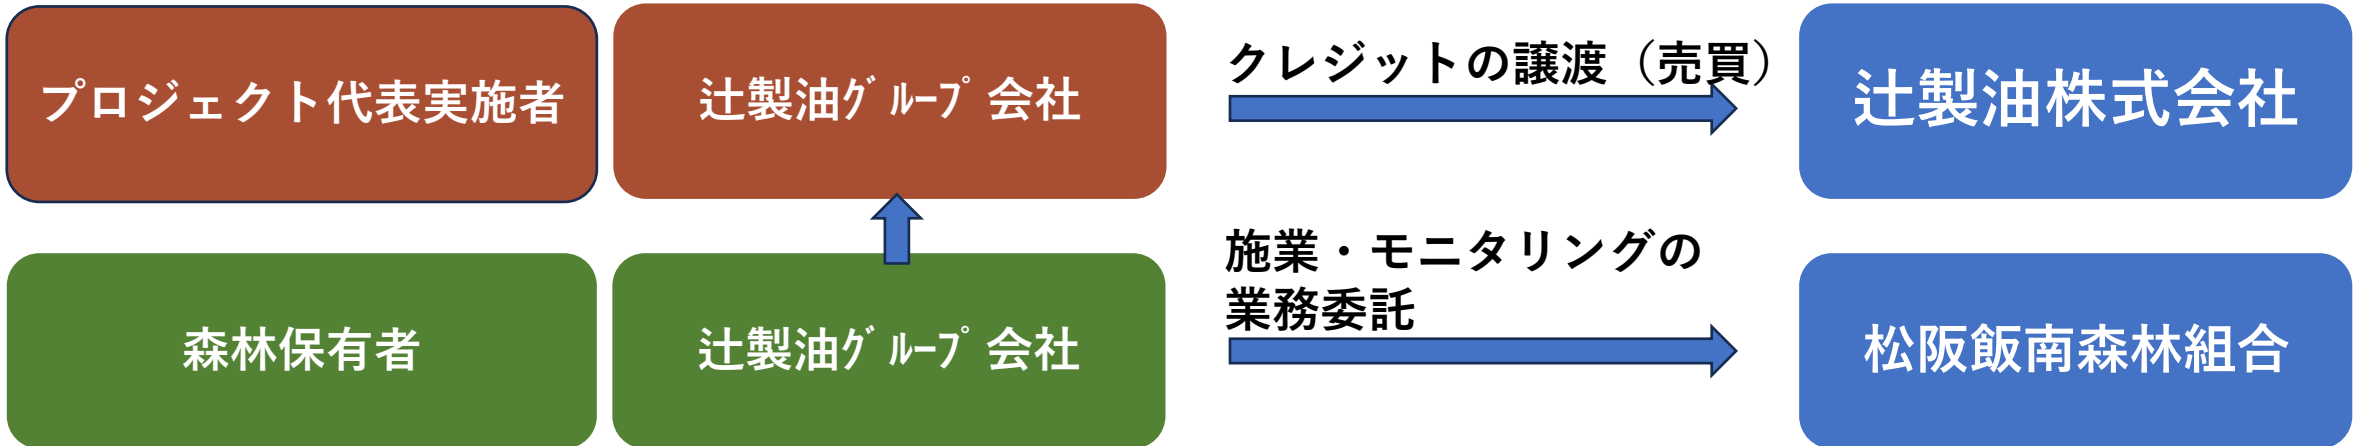 プロジェクト代表実施者
辻製油ｸﾞﾙｰﾌﾟ会社
クレジットの譲渡（売買）
辻製油株式会社
森林保有者
辻製油ｸﾞﾙｰﾌﾟ会社
施業・モニタリングの
業務委託
松阪飯南森林組合